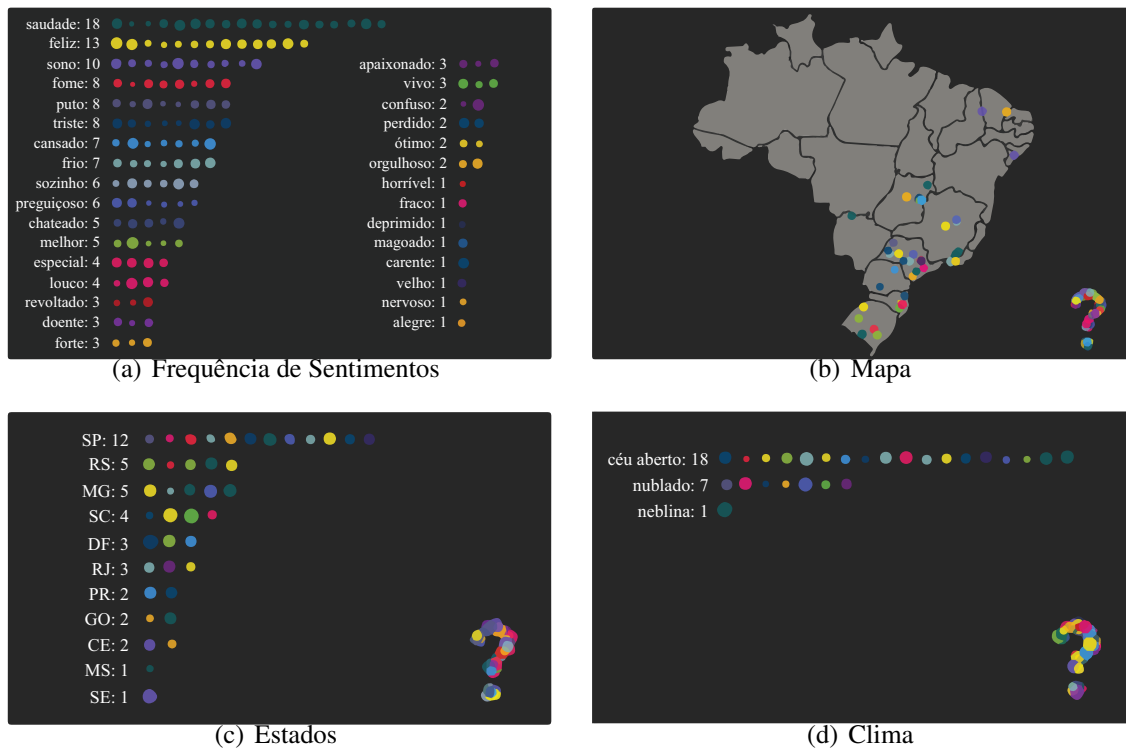 saudade: 18
feliz: 13
sono: 10
fome: 8
puto: 8
triste: 8
cansado: 7
frio: 7
sozinho: 6
preguiçoso: 6
chateado: 5
melhor: 5
especial: 4
louco: 4
revoltado: 3
doente: 3
forte: 3
apaixonado: 3
vivo: 3
confuso: 2
perdido: 2
ótimo: 2
orgulhoso: 2
horrível: 1
fraco: 1
deprimido: 1
magoado: 1
carente: 1
velho: 1
nervoso: 1
alegre: 1
(a) Frequência de Sentimentos
?
(b) Mapa
SP: 12
RS: 5
MG: 5
SC: 4
DF: 3
RJ: 3
PR: 2
GO: 2
CE: 2
MS: 1
SE: 1
?
(c) Estados
céu aberto: 18
nublado: 7
neblina: 1
?
(d) Clima